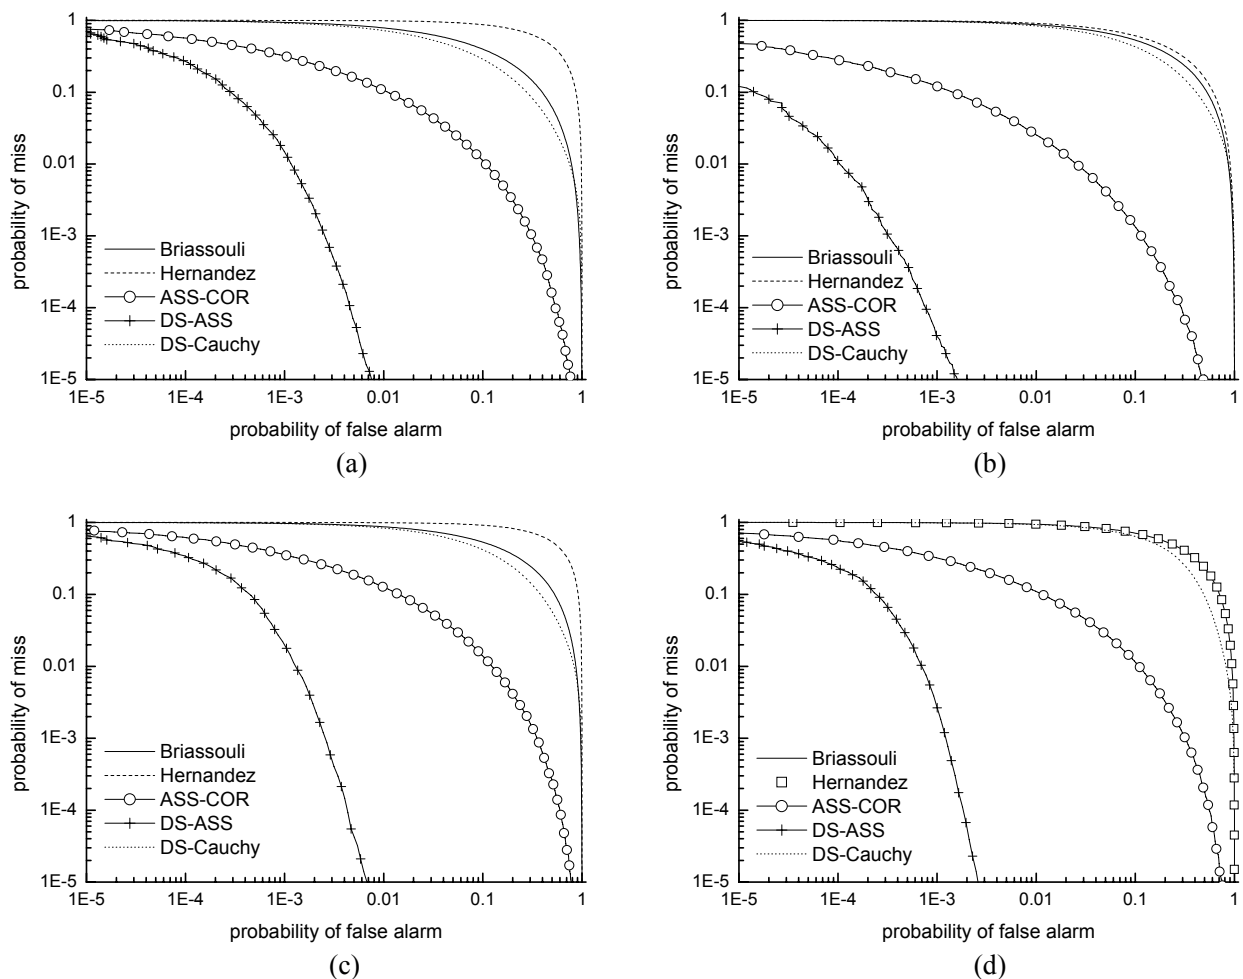 1
0.1
0.01
1E-3
1E-4
1E-5
probability of miss
Briassouli
Hernandez
ASS-COR
DS-ASS
DS-Cauchy
1E-5 1E-4 1E-3 0.01 0.1 1
probability of false alarm
(a)
1
0.1
0.01
1E-3
1E-4
1E-5
probability of miss
Briassouli
Hernandez
ASS-COR
DS-ASS
DS-Cauchy
1E-5 1E-4 1E-3 0.01 0.1 1
probability of false alarm
(b)
1
0.1
0.01
1E-3
1E-4
1E-5
probability of miss
Briassouli
Hernandez
ASS-COR
DS-ASS
DS-Cauchy
1E-5 1E-4 1E-3 0.01 0.1 1
probability of false alarm
(c)
1
0.1
0.01
1E-3
1E-4
1E-5
probability of miss
Briassouli
Hernandez
ASS-COR
DS-ASS
DS-Cauchy
1E-5 1E-4 1E-3 0.01 0.1 1
probability of false alarm
(d)